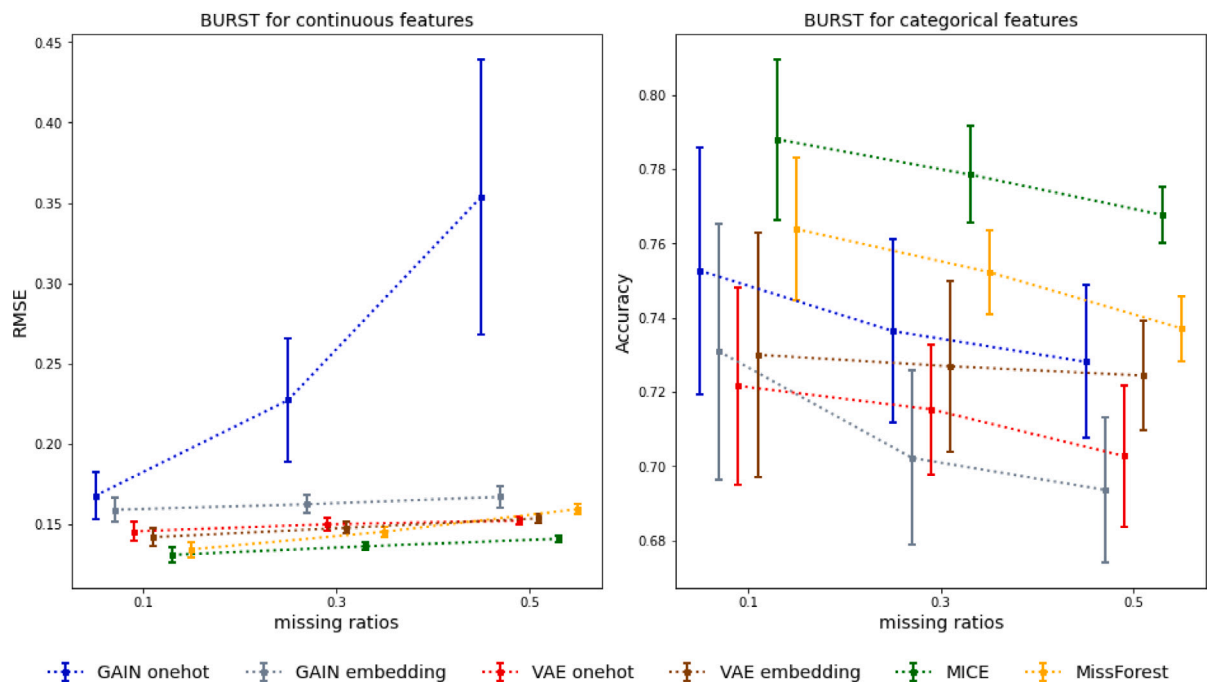 BURST for continuous features
0.45
0.40
0.35
0.30
0.25
0.20
0.15
RMSE
0.1 0.3 0.5
missing ratios
BURST for categorical features
0.80
0.78
0.76
0.74
0.72
0.70
0.68
Accuracy
0.1 0.3 0.5
missing ratios
GAIN onehot GAIN embedding VAE onehot VAE embedding MICE MissForest